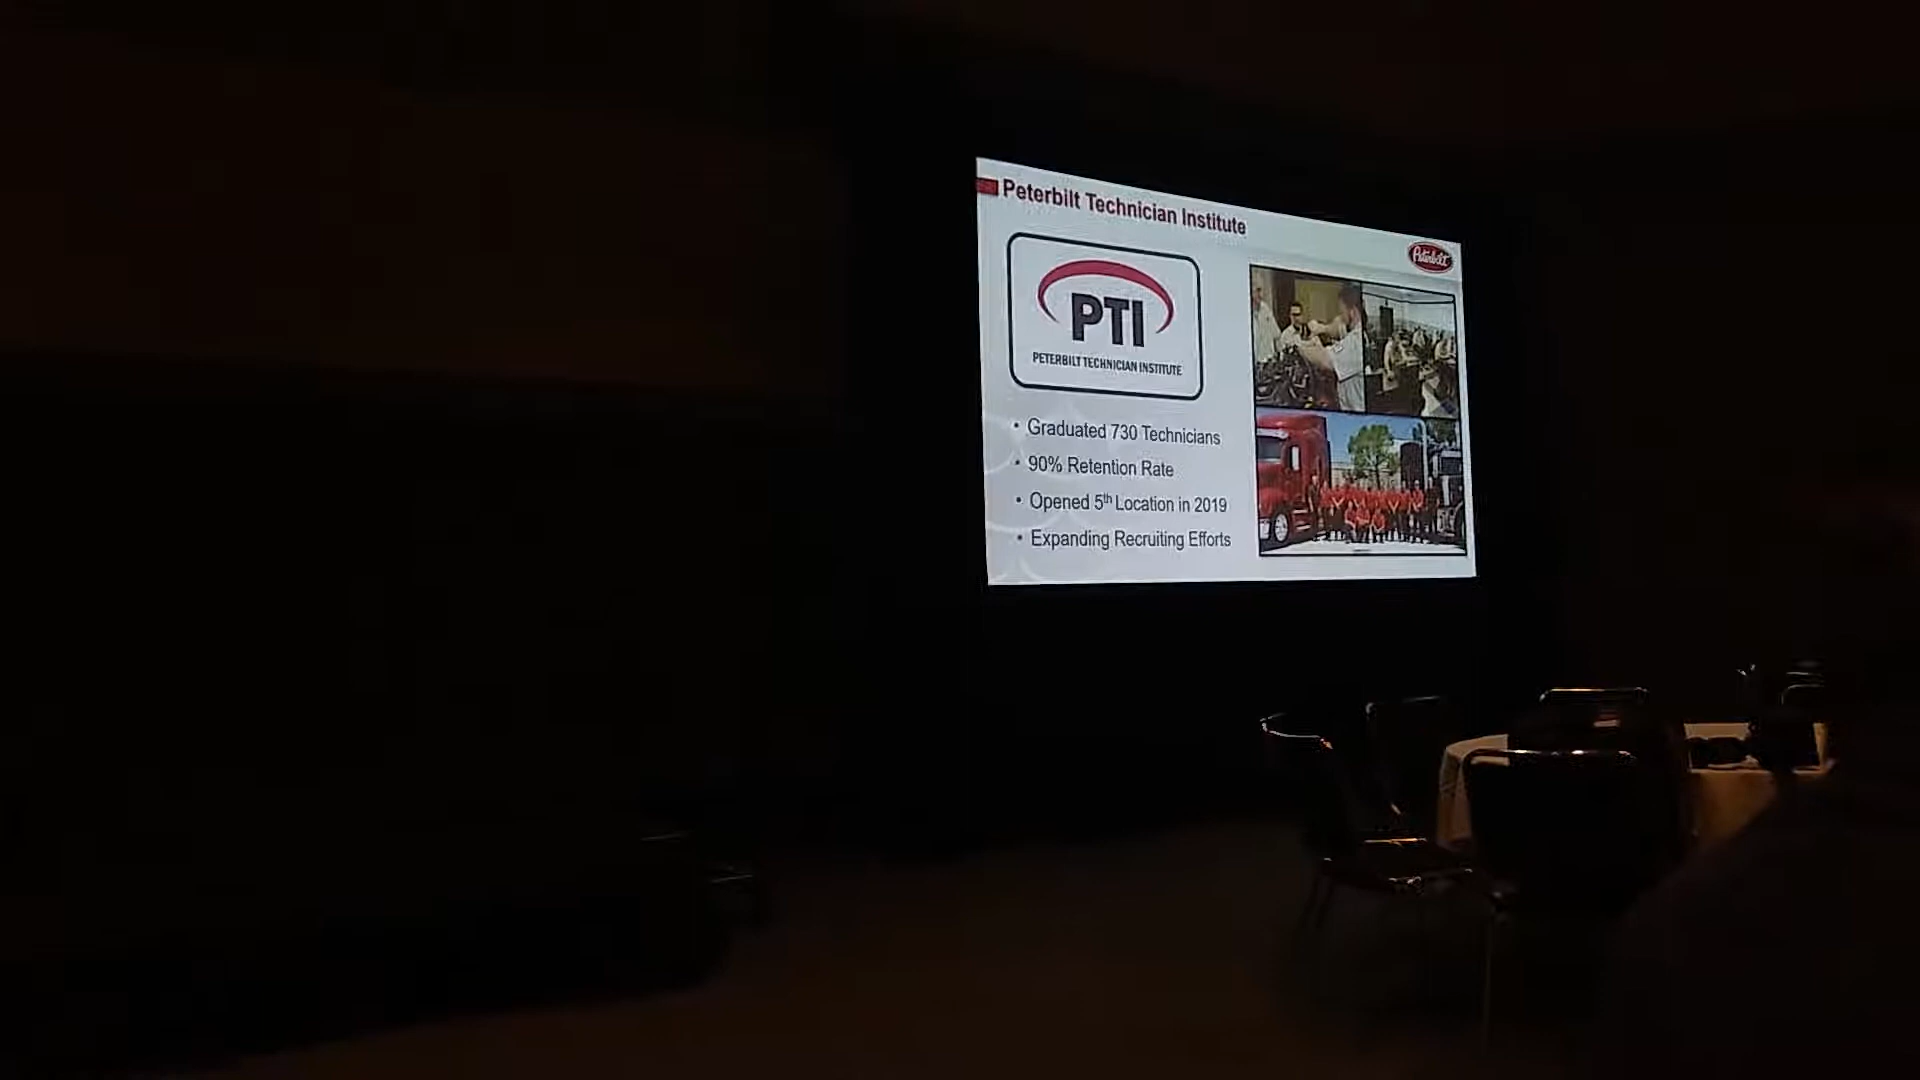 Peterbilt Technician Institute
Peterbilt
PTI
PETERBILT TECHNICIAN INSTITUTE
• Graduated 730 Technicians
• 90% Retention Rate
• Opened 5th Location in 2019
• Expanding Recruiting Efforts